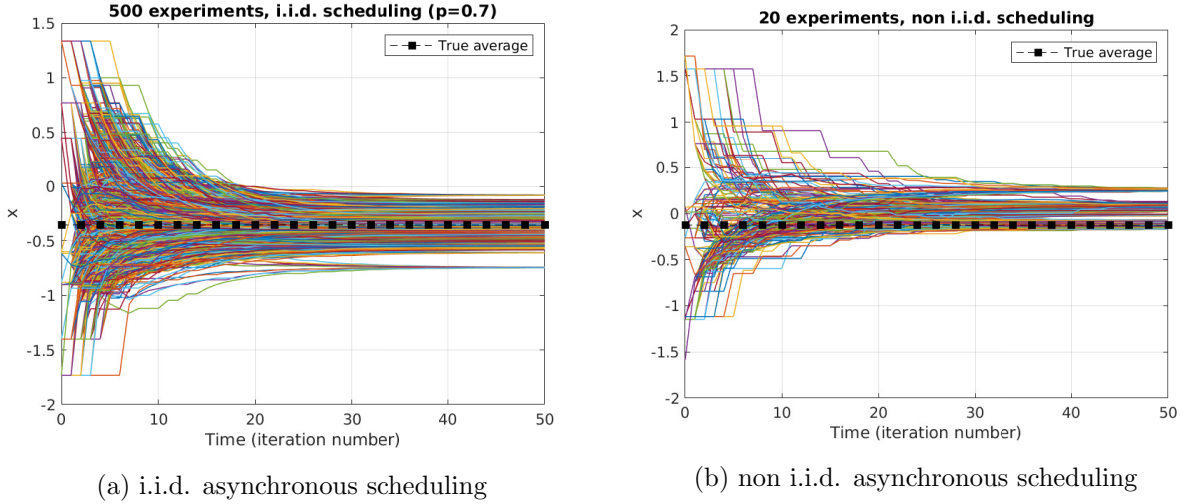 500 experiments, i.i.d. scheduling (p=0.7)
True average
1.5
1
0.5
0
-0.5
-1
-1.5
-2
x
0
10
20
30
40
50
Time (iteration number)
(a) i.i.d. asynchronous scheduling
20 experiments, non i.i.d. scheduling
True average
2
1.5
1
0.5
0
-0.5
-1
-1.5
-2
x
0
10
20
30
40
50
Time (iteration number)
(b) non i.i.d. asynchronous scheduling